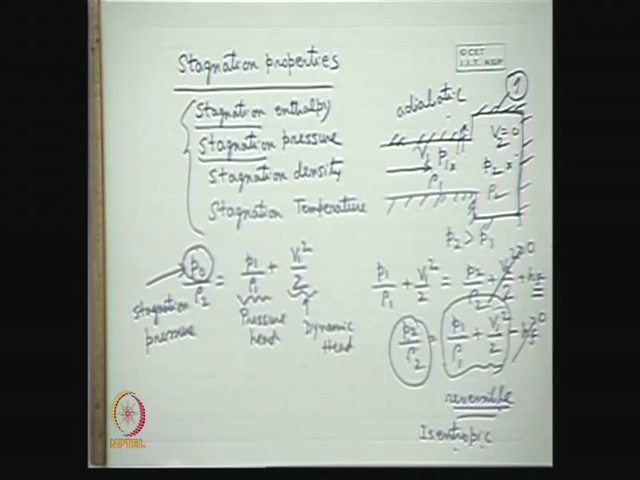 Stagnation properties
© CET
I.I.T. KGP
Stagnation enthalpy
Stagnation pressure
Stagnation density
Stagnation Temperature
adiabatic
1
V₁ p₁
ρ₁
V₂=0
p₂
ρ₂
p₂ > p₁
p₀/ρ₂ = p₁/ρ₁ + V₁²/2
Stagnation pressure
Pressure head
Dynamic Head
p₁/ρ₁ + V₁²/2 = p₂/ρ₂ + V₂²/2 + h
p₂/ρ₂ = p₁/ρ₁ + V₁²/2 - h
reversible
Isentropic
NPTEL